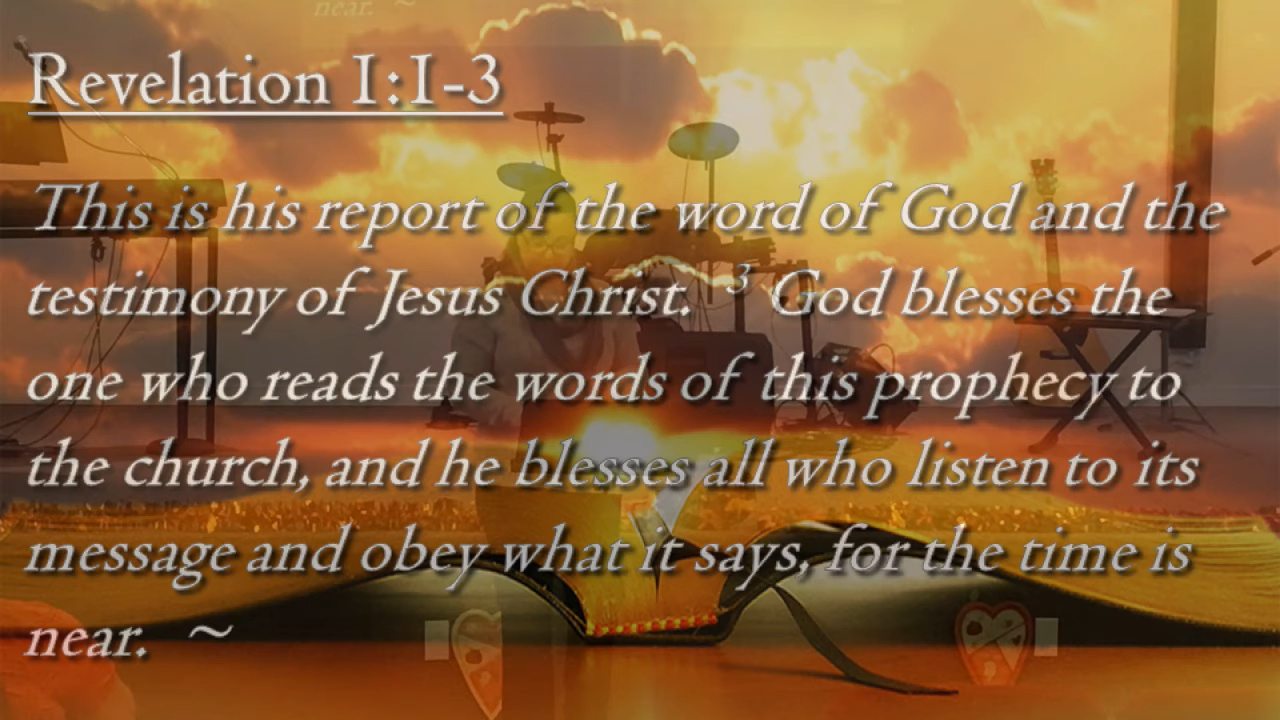 near. ~
Revelation 1:1-3
This is his report of the word of God and the
testimony of Jesus Christ. 3 God blesses the
one who reads the words of this prophecy to
the church, and he blesses all who listen to its
message and obey what it says, for the time is
near. ~